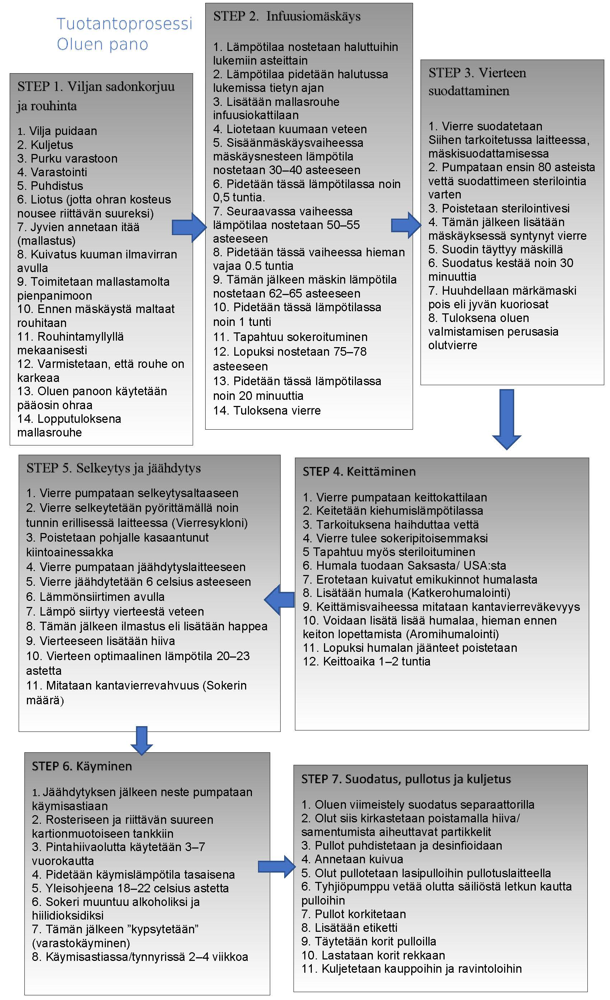 Tuotantoprosessi
Oluen pano
STEP 1. Viljan sadonkorjuu
ja rouhinta
1. Vilja puidaan
2. Kuljetus
3. Purku varastoon
4. Varastointi
5. Puhdistus
6. Liotus (jotta ohran kosteus
nousee riittävän suureksi)
7. Jyvien annetaan itää
(mallastus)
8. Kuivatus kuuman ilmavirran
avulla
9. Toimitetaan mallastamolta
pienpanimoon
10. Ennen mäskäystä maltaat
rouhitaan
11. Rouhintamyllyllä
mekaanisesti
12. Varmistetaan, että rouhe on
karkeaa
13. Oluen panoon käytetään
pääosin ohraa
14. Lopputuloksena
mallasrouhe
STEP 2.  Infuusiomäskäys
1. Lämpötilaa nostetaan haluttuihin
lukemiin asteittain
2. Lämpötilaa pidetään halutussa
lukemissa tietyn ajan
3. Lisätään mallasrouhe
infuusiokattilaan
4. Liotetaan kuumaan veteen
5. Sisäänmäskäysvaiheessa
mäskäysnesteen lämpötila
nostetaan 30–40 asteeseen
6. Pidetään tässä lämpötilassa noin
0,5 tuntia.
7. Seuraavassa vaiheessa
lämpötilaa nostetaan 50–55
asteeseen
8. Pidetään tässä vaiheessa hieman
vajaa 0.5 tuntia
9. Tämän jälkeen mäskin lämpötila
nostetaan 62–65 asteeseen
10. Pidetään tässä lämpötilassa
noin 1 tunti
11. Tapahtuu sokeroituminen
12. Lopuksi nostetaan 75–78
asteeseen
13. Pidetään tässä lämpötilassa
noin 20 minuuttia
14. Tuloksena vierre
STEP 3. Vierteen
suodattaminen
1. Vierre suodatetaan
Siihen tarkoitetussa laitteessa,
mäskisuodattamisessa
2. Pumpataan ensin 80 asteista
vettä suodattimeen sterilointia
varten
3. Poistetaan sterilointivesi
4. Tämän jälkeen lisätään
mäskäyksessä syntynyt vierre
5. Suodin täyttyy mäskillä
6. Suodatus kestää noin 30
minuuttia
7. Huuhdellaan märkämaski
pois eli jyvän kuoriosat
8. Tuloksena oluen
valmistamisen perusasia
olutvierre
STEP 4. Keittäminen
1. Vierre pumpataan keittokattilaan
2. Keitetään kiehumislämpötilassa
3. Tarkoituksena haihduttaa vettä
4. Vierre tulee sokeripitoisemmaksi
5 Tapahtuu myös steriloituminen
6. Humala tuodaan Saksasta/ USA:sta
7. Erotetaan kuivatut emikukinnot humalasta
8. Lisätään humala (Katkerohumalointi)
9. Keittämisvaiheessa mitataan kantavierreväkevyys
10. Voidaan lisätä lisää humalaa, hieman ennen
keiton lopettamista (Aromihumalointi)
11. Lopuksi humalan jäänteet poistetaan
12. Keittoaika 1–2 tuntia
STEP 5. Selkeytys ja jäähdytys
1. Vierre pumpataan selkeytysaltaaseen
2. Vierre selkeytetään pyörittämällä noin
tunnin erillisessä laitteessa (Vierresykloni)
3. Poistetaan pohjalle kasaantunut
kiintoainessakka
4. Vierre pumpataan jäähdytyslaitteeseen
5. Vierre jäähdytetään 6 celsius asteeseen
6. Lämmönsiirtimen avulla
7. Lämpö siirtyy vierteestä veteen
8. Tämän jälkeen ilmastus eli lisätään happea
9. Vierteeseen lisätään hiiva
10. Vierteen optimaalinen lämpötila 20–23
astetta
11. Mitataan kantavierrevahvuus (Sokerin
määrä)
STEP 6. Käyminen
1. Jäähdytyksen jälkeen neste pumpataan
käymisastiaan
2. Rosteriseen ja riittävän suureen
kartionmuotoiseen tankkiin
3. Pintahiivaolutta käytetään 3–7
vuorokautta
4. Pidetään käymislämpötila tasaisena
5. Yleisohjeena 18–22 celsius astetta
6. Sokeri muuntuu alkoholiksi ja
hiilidioksidiksi
7. Tämän jälkeen ”kypsytetään”
(varastokäyminen)
8. Käymisastiassa/tynnyrissä 2–4 viikkoa
STEP 7. Suodatus, pullotus ja kuljetus
1. Oluen viimeistely suodatus separaattorilla
2. Olut siis kirkastetaan poistamalla hiiva/
samentumista aiheuttavat partikkelit
3. Pullot puhdistetaan ja desinfioidaan
4. Annetaan kuivua
5. Olut pullotetaan lasipulloihin pullotuslaitteella
6. Tyhjiöpumppu vetää olutta säiliöstä letkun kautta
pulloihin
7. Pullot korkitetaan
8. Lisätään etiketti
9. Täytetään korit pulloilla
10. Lastataan korit rekkaan
11. Kuljetetaan kauppoihin ja ravintoloihin